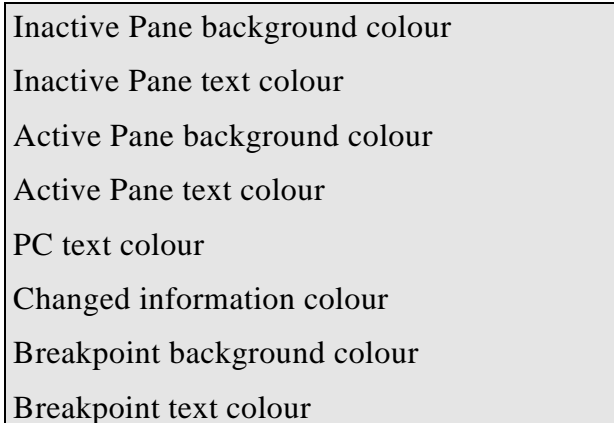 Inactive Pane background colour
Inactive Pane text colour
Active Pane background colour
Active Pane text colour
PC text colour
Changed information colour
Breakpoint background colour
Breakpoint text colour